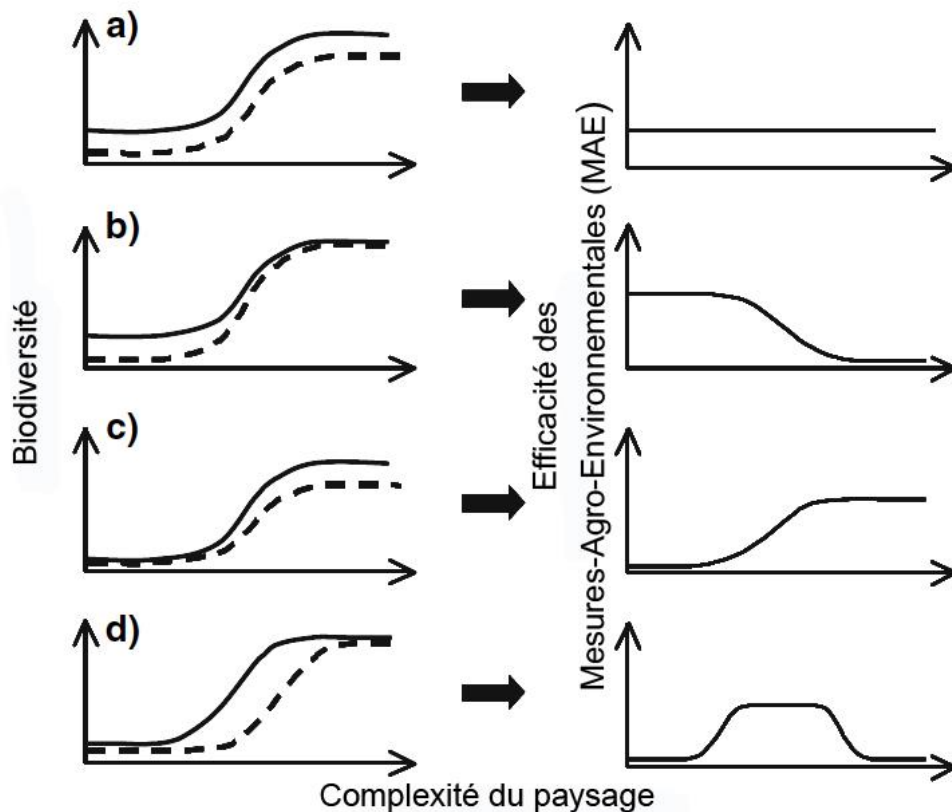 a)
b)
c)
d)
Biodiversité
Efficacité des
Mesures-Agro-Environnementales (MAE)
Complexité du paysage